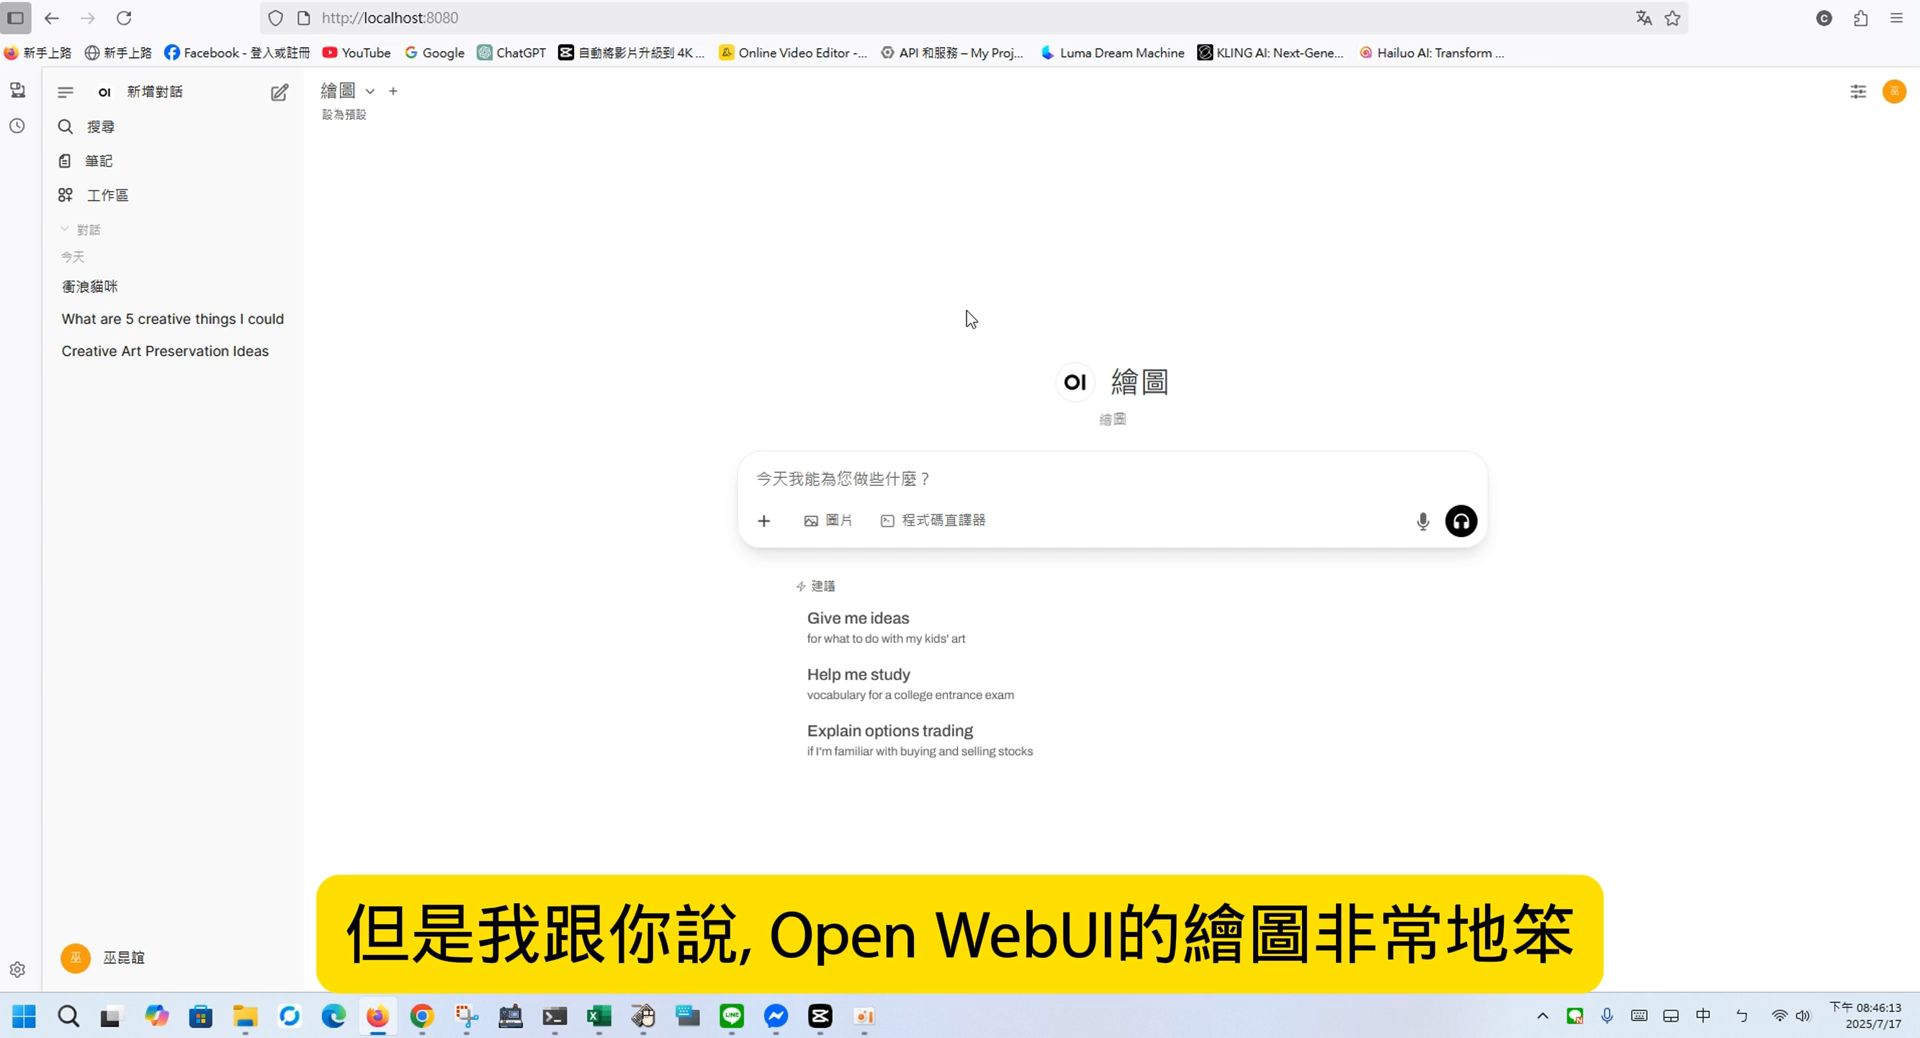 http://localhost:8080
新手上路
新手上路
Facebook - 登入或註冊
YouTube
Google
ChatGPT
自動將影片升級到 4K ...
Online Video Editor -...
API 和服務 – My Proj...
Luma Dream Machine
KLING AI: Next-Gene...
Hailuo AI: Transform ...
C
OI 新增對話
搜尋
筆記
工作區
對話
今天
衝浪貓咪
What are 5 creative things I could
Creative Art Preservation Ideas
巫 巫昆誼
繪圖
設為預設
巫
OI 繪圖
繪圖
今天我能為您做些什麼？
圖片
程式碼直譯器
建議
Give me ideas
for what to do with my kids' art
Help me study
vocabulary for a college entrance exam
Explain options trading
if I'm familiar with buying and selling stocks
但是我跟你說, Open WebUI的繪圖非常地笨
中
ㄅ
下午 08:46:13
2025/7/17